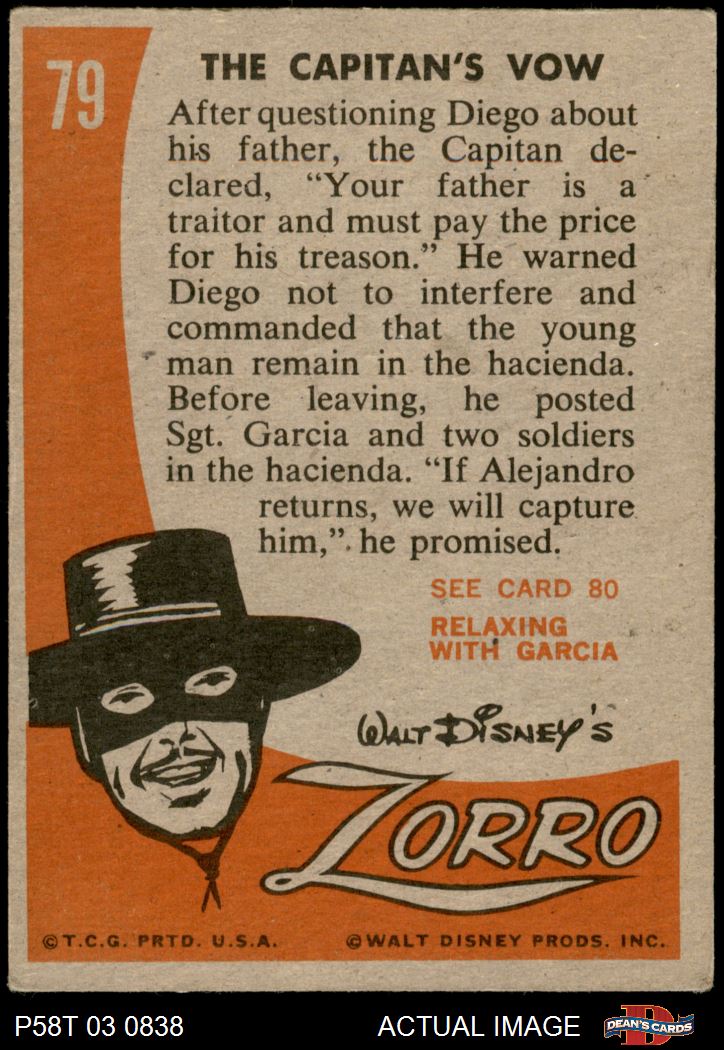 79
THE CAPITAN'S VOW
After questioning Diego about
his father, the Capitan de-
clared, "Your father is a
traitor and must pay the price
for his treason." He warned
Diego not to interfere and
commanded that the young
man remain in the hacienda.
Before leaving, he posted
Sgt. Garcia and two soldiers
in the hacienda. "If Alejandro
returns, we will capture
him," he promised.
SEE CARD 80
RELAXING
WITH GARCIA
WALT DISNEY'S
ZORRO
©T.C.G. PRTD. U.S.A. ©WALT DISNEY PRODS. INC.
P58T 03 0838 ACTUAL IMAGE D DEAN'S CARDS